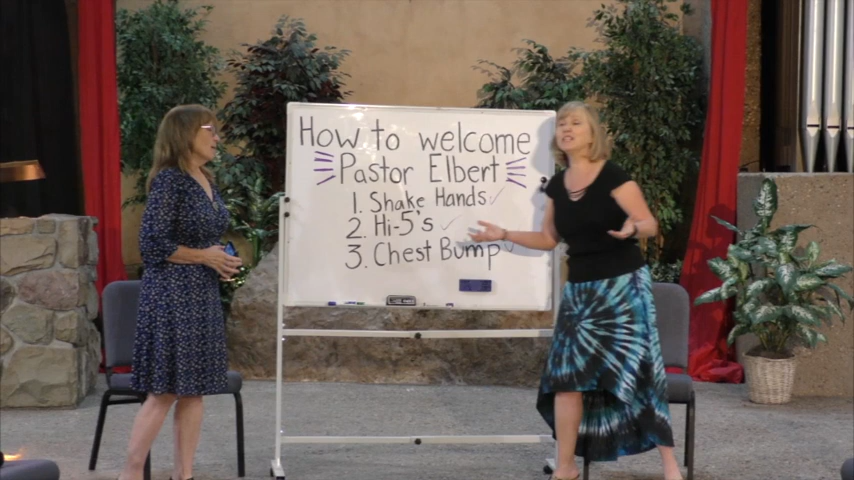 How to welcome
Pastor Elbert
1. Shake Hands ✓
2. Hi-5's ✓
3. Chest Bump ✓